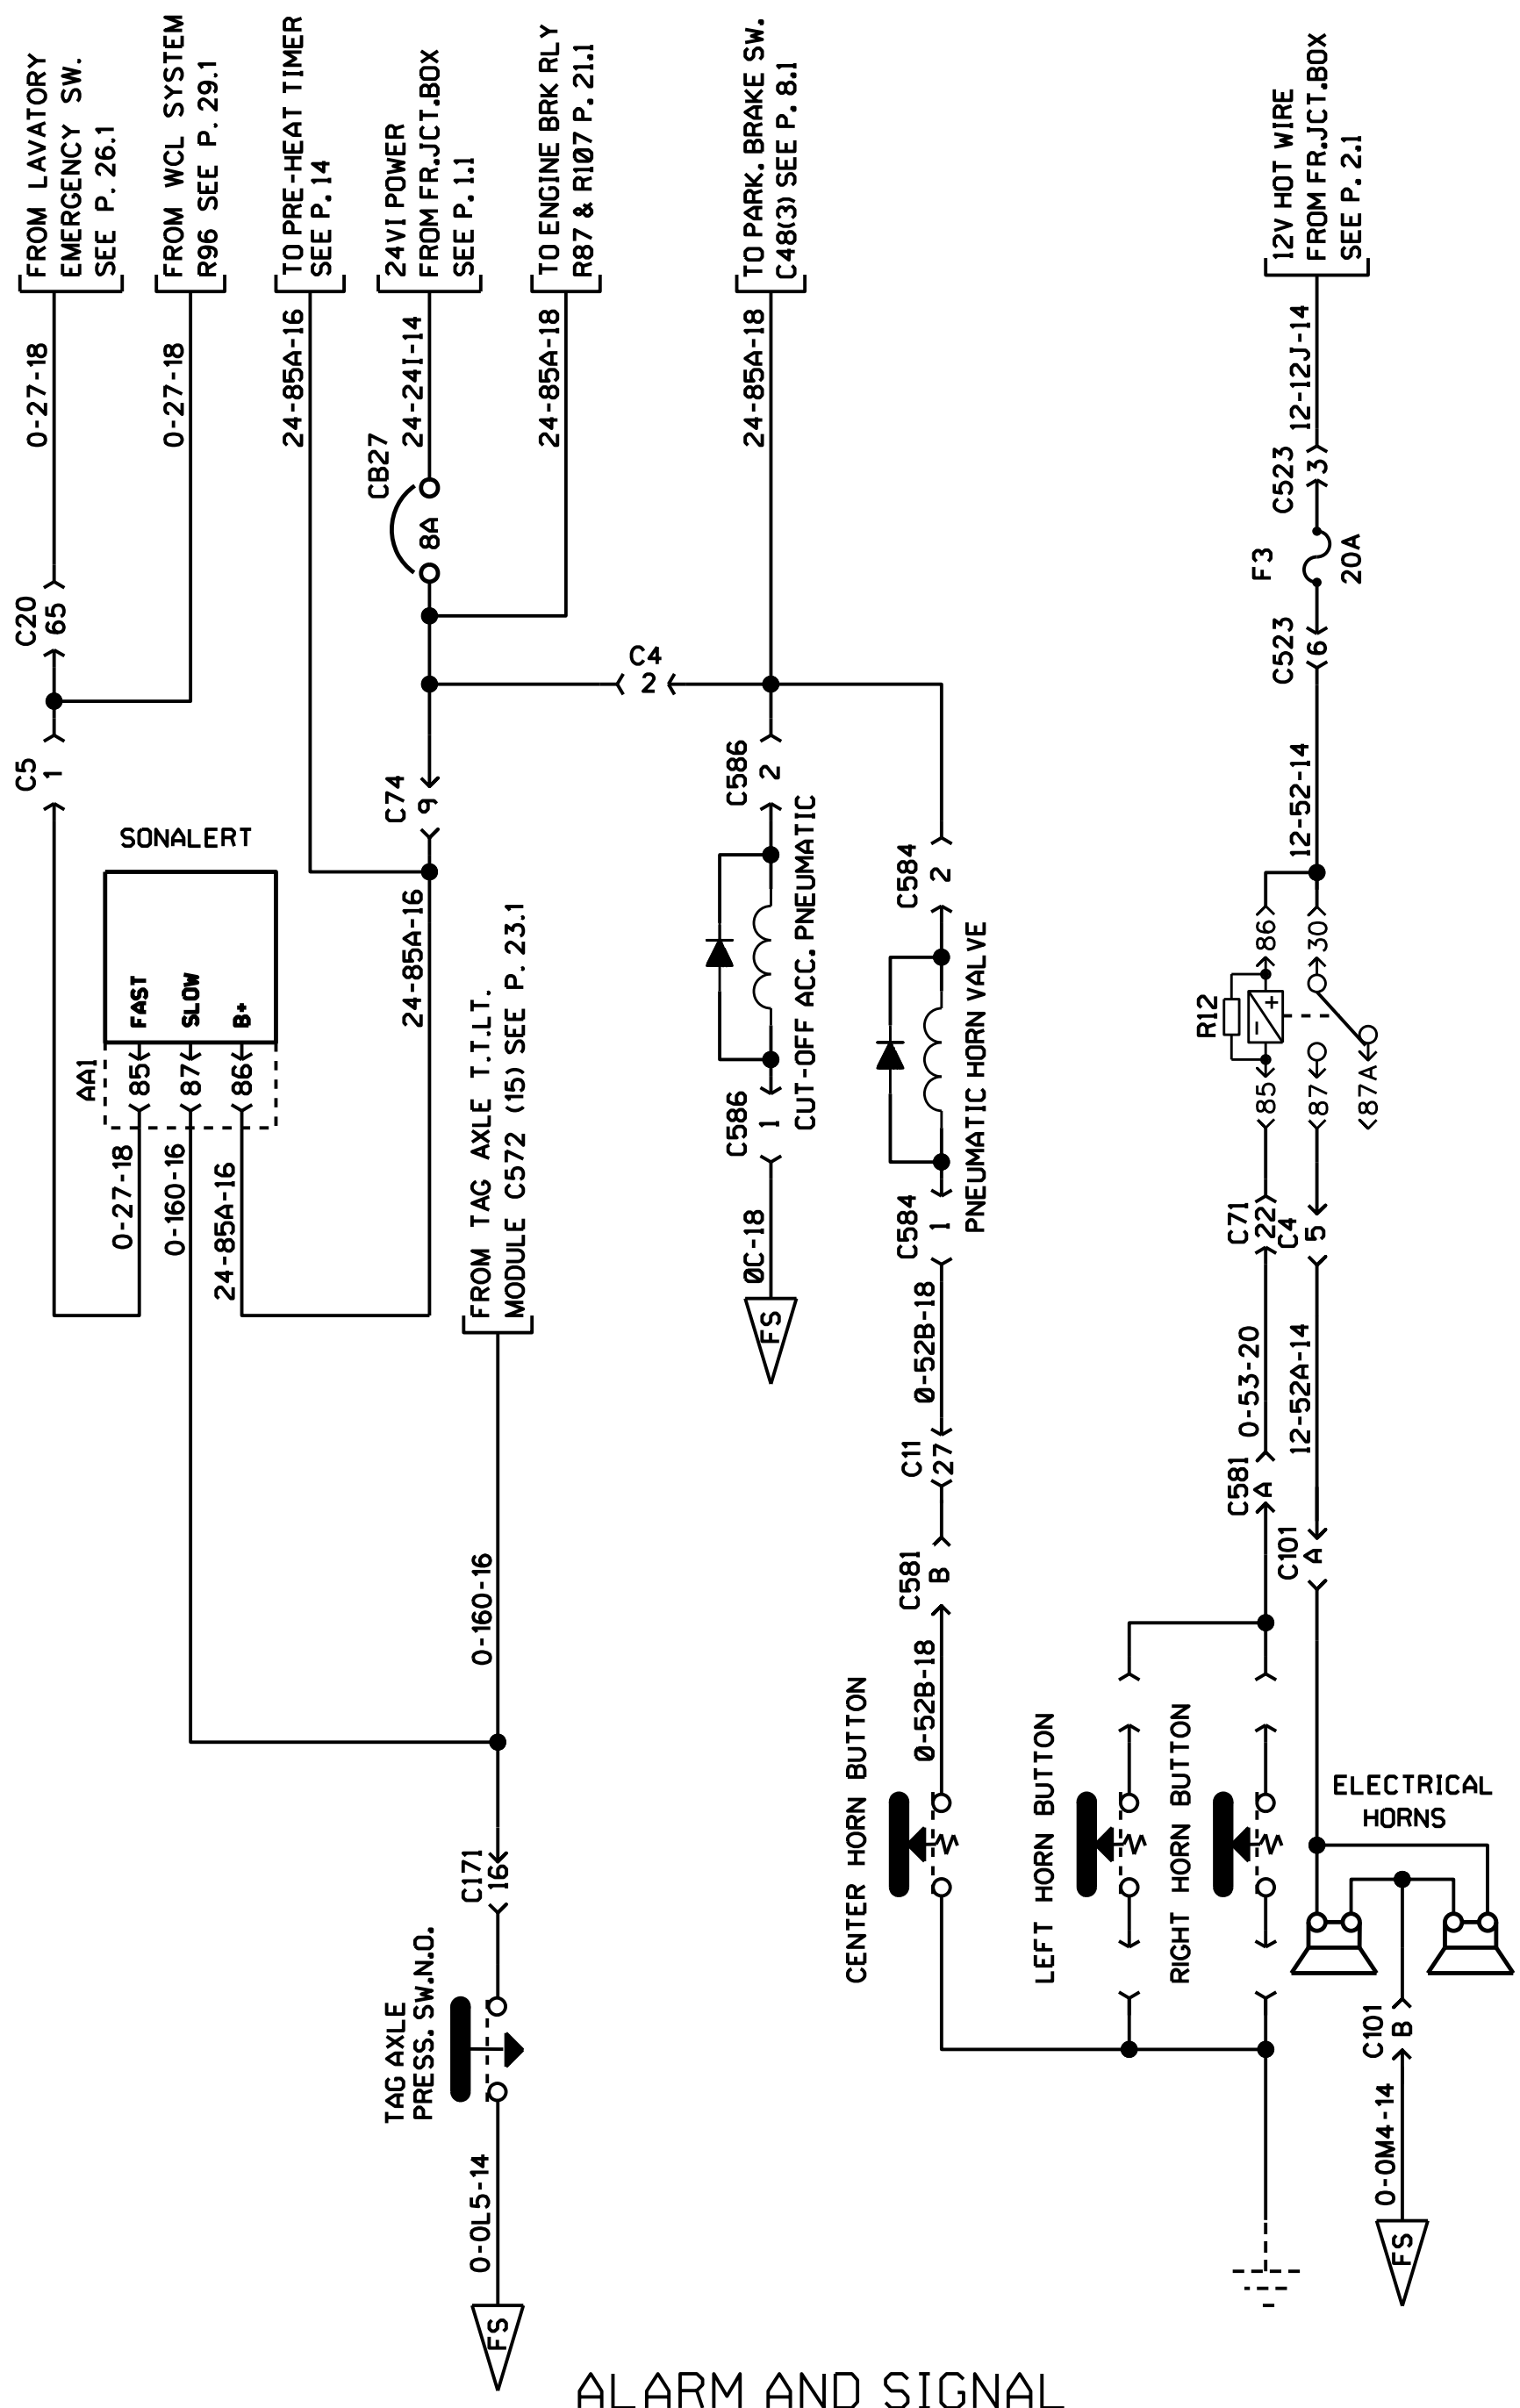 FROM LAVATORY
EMERGENCY SW.
SEE P. 26.1
FROM WCL SYSTEM
R96 SEE P. 29.1
TO PRE-HEAT TIMER
SEE P. 14
24VI POWER
FROM FR.JCT.BOX
SEE P. 1.1
TO ENGINE BRK RLY
R87 & R107 P. 21.1
TO PARK. BRAKE SW.
C48(3) SEE P. 8.1
12V HOT WIRE
FROM FR.JCT.BOX
SEE P. 2.1
0-27-18
0-27-18
24-85A-16
24-24I-14
24-85A-18
24-85A-18
12-12J-14
CB27
8A
C523
3
F3
20A
C523
6
C20
65
C4
2
C5
1
C74
9
C586
2
12-52-14
SONALERT
FAST
SLOW
B+
AA1
85
87
86
24-85A-16
CUT-OFF ACC. PNEUMATIC
C584
2
PNEUMATIC HORN VALVE
86
30
R12
+
-
85
87
87A
0-27-18
0-160-16
24-85A-16
FROM TAG AXLE T.T.LT.
MODULE C572 (15) SEE P. 23.1
C586
1
0C-18
FS
C584
1
0-52B-18
C71
22
C4
5
0-53-20
12-52A-14
C11
27
C581
A
C101
A
C581
B
0-160-16
0-52B-18
CENTER HORN BUTTON
LEFT HORN BUTTON
RIGHT HORN BUTTON
ELECTRICAL
HORNS
C171
16
TAG AXLE
PRESS. SW.N.O.
C101
B
0-0L5-14
0-0M4-14
FS
FS
ALARM AND SIGNAL